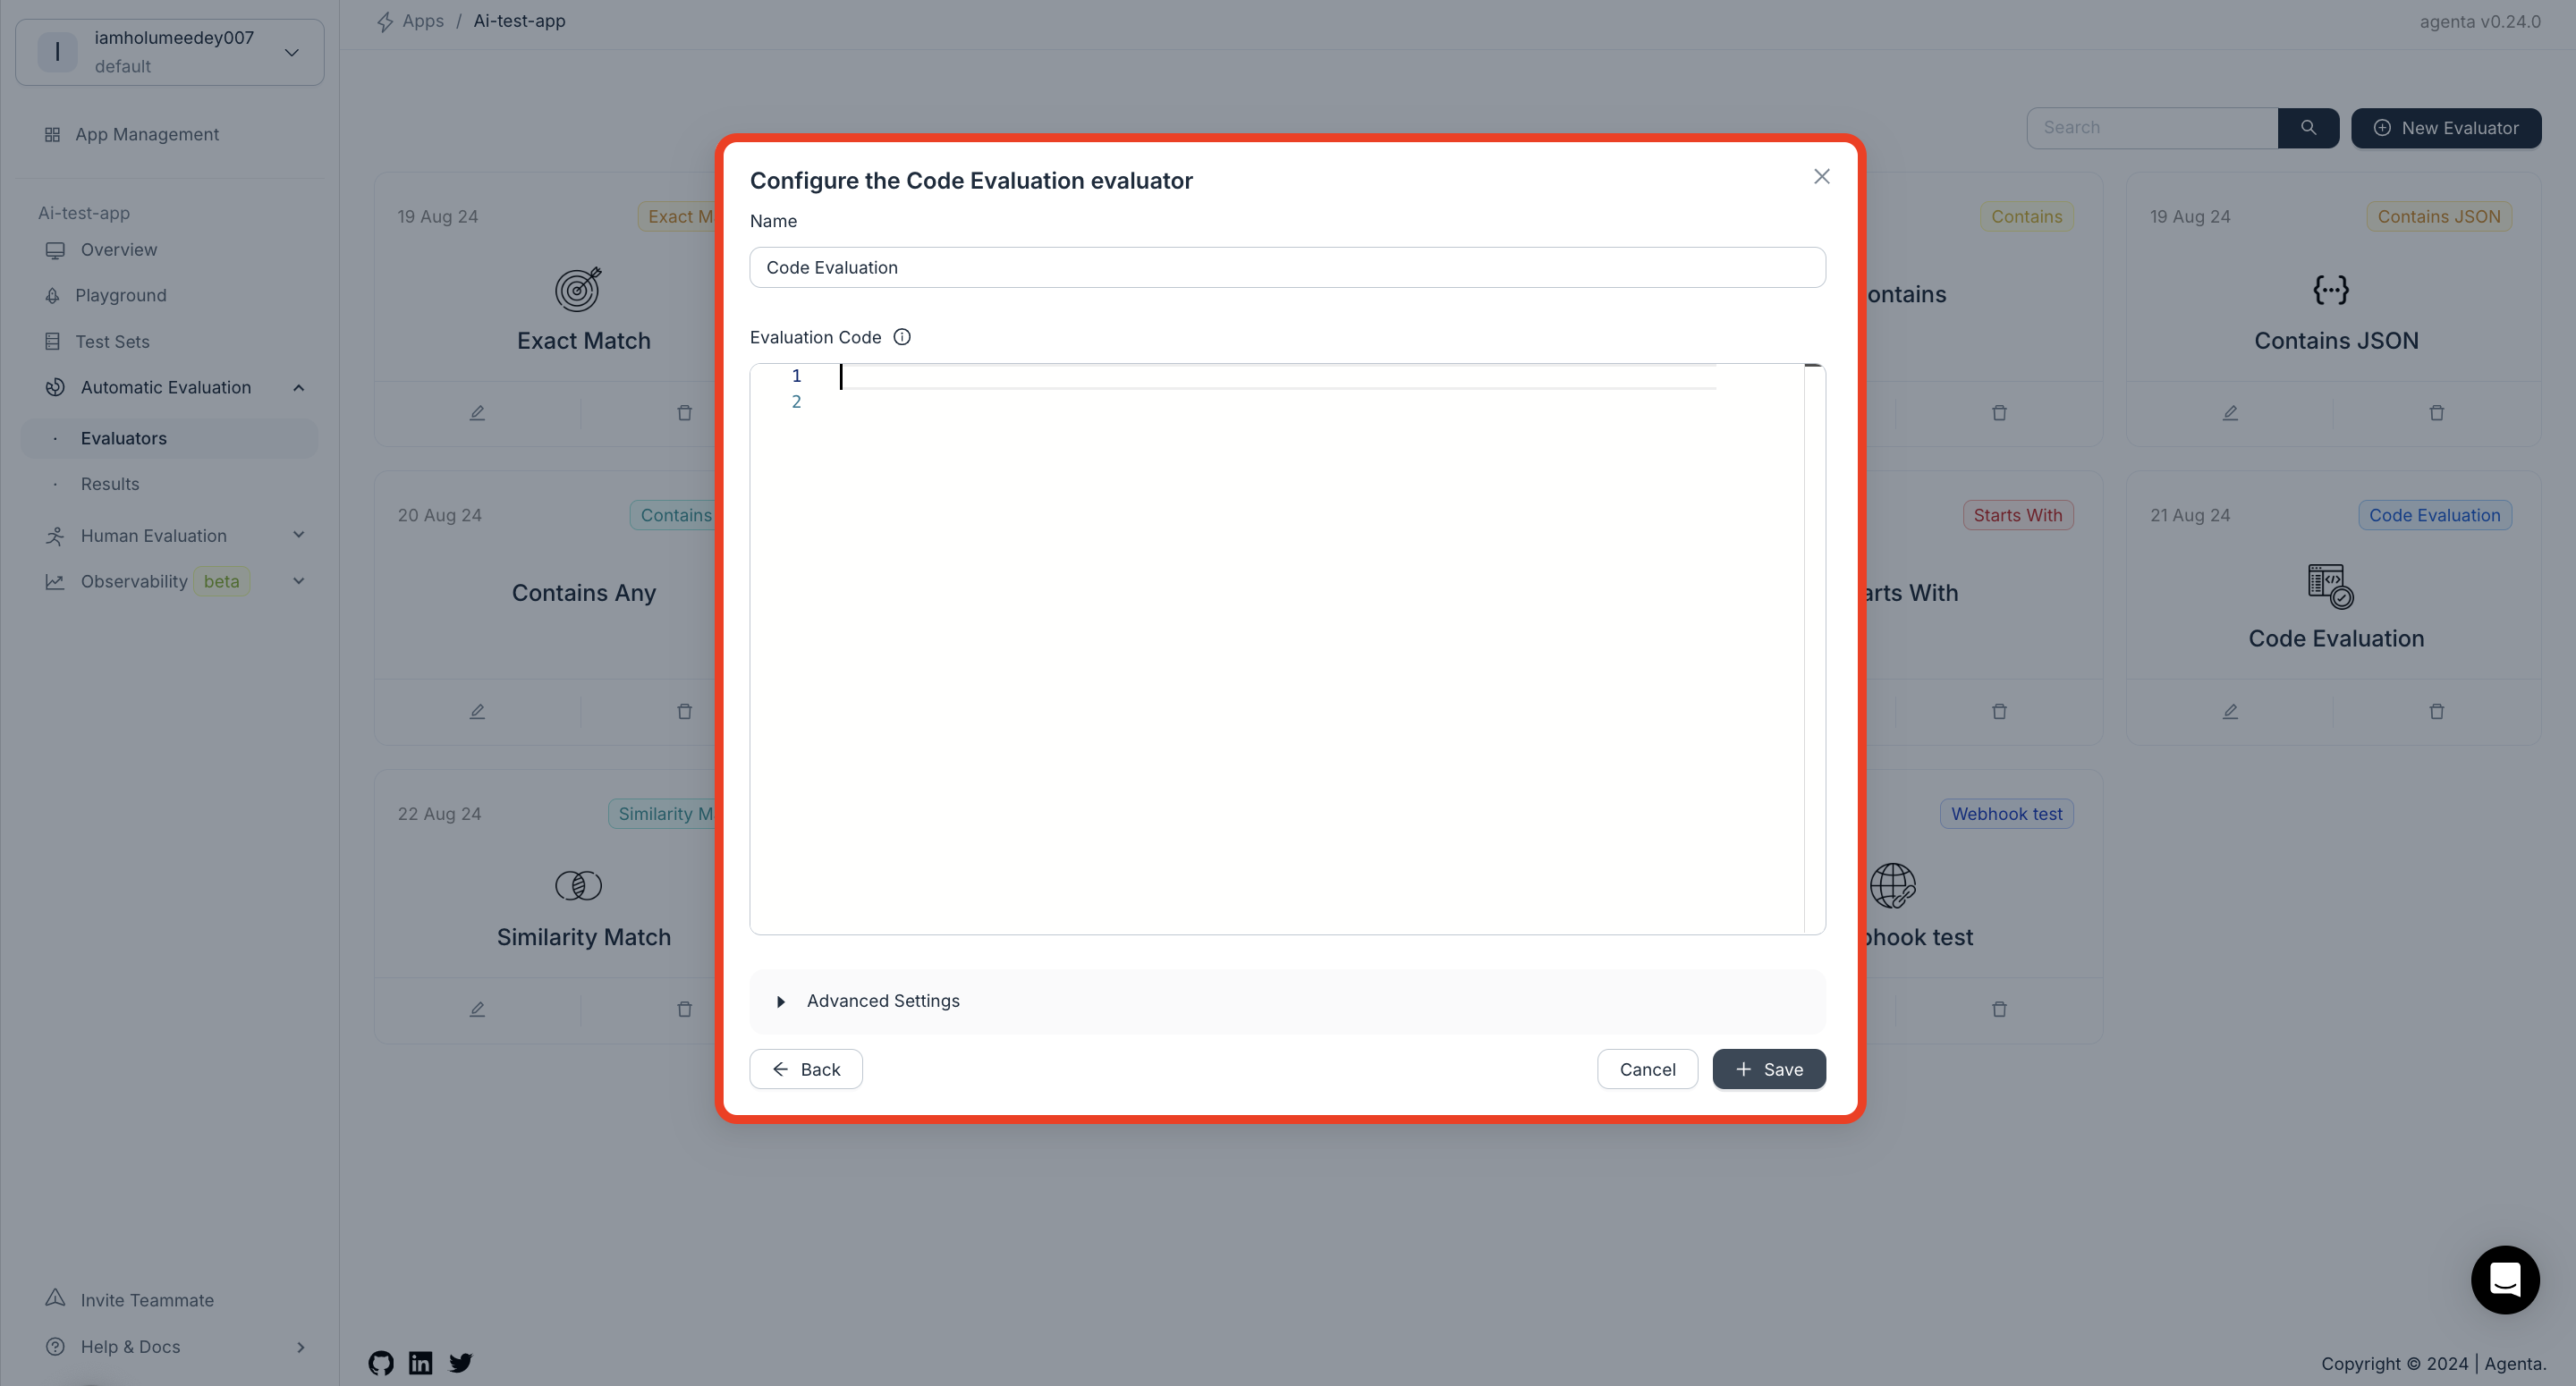 I
iamholumeedey007
default
App Management
Ai-test-app
Overview
Playground
Test Sets
Automatic Evaluation
Evaluators
Results
Human Evaluation
Observability beta
Invite Teammate
Help & Docs
Apps / Ai-test-app
agenta v0.24.0
Search
New Evaluator
19 Aug 24
Exact M
Exact Match
Contains
ontains
19 Aug 24
Contains JSON
Contains JSON
20 Aug 24
Contains
Contains Any
Starts With
arts With
21 Aug 24
Code Evaluation
Code Evaluation
22 Aug 24
Similarity M
Similarity Match
Webhook test
bhook test
Configure the Code Evaluation evaluator
Name
Code Evaluation
Evaluation Code
1
2
Advanced Settings
Back
Cancel
Save
Copyright © 2024 | Agenta.